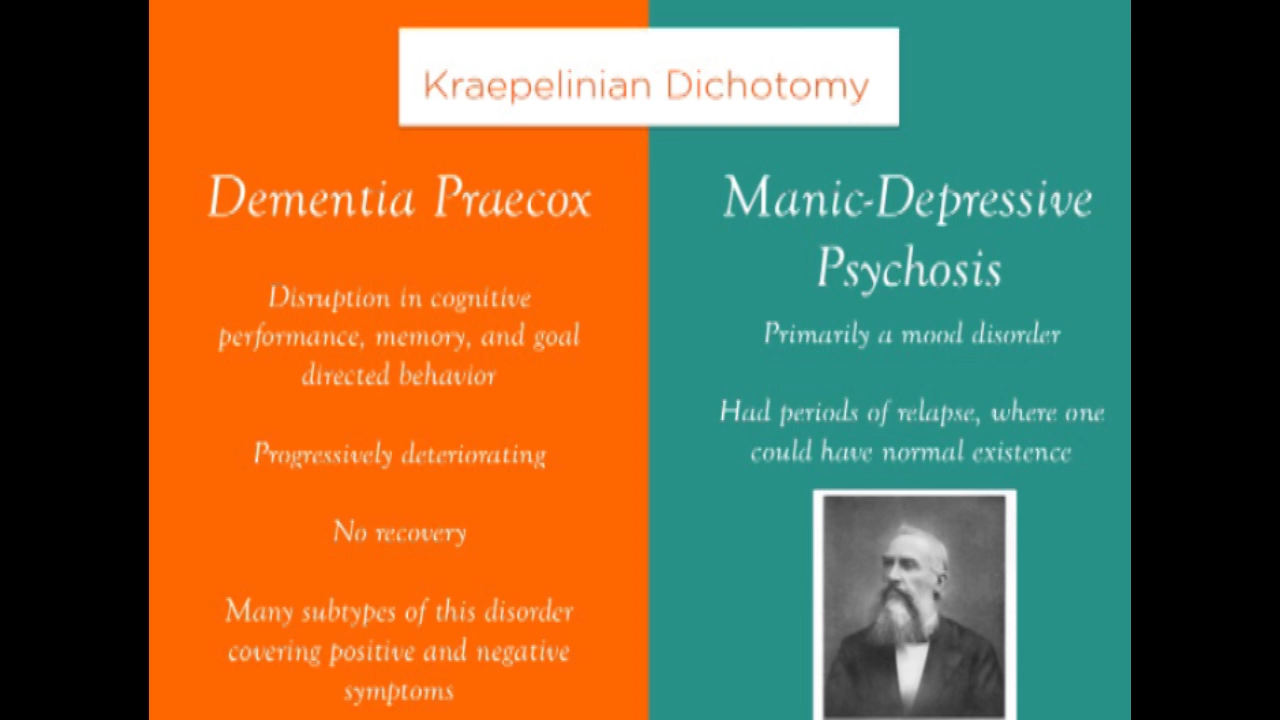 Kraepelinian Dichotomy
Dementia Praecox
Disruption in cognitive
performance, memory, and goal
directed behavior
Progressively deteriorating
No recovery
Many subtypes of this disorder
covering positive and negative
symptoms
Manic-Depressive
Psychosis
Primarily a mood disorder
Had periods of relapse, where one
could have normal existence